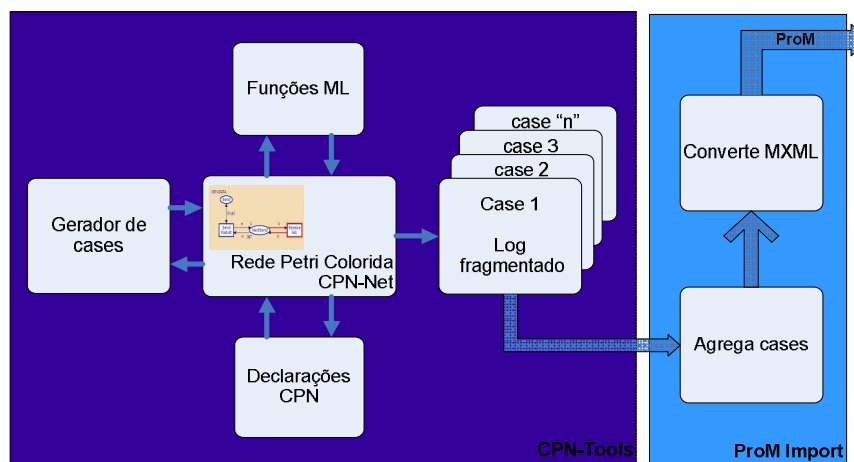 ProM
Funções ML
case “n”
case 3
case 2
Case 1
Log
fragmentado
Converte MXML
Gerador de
cases
Rede Petri Colorida
CPN-Net
Declarações
CPN
Agrega cases
CPN-Tools
ProM Import